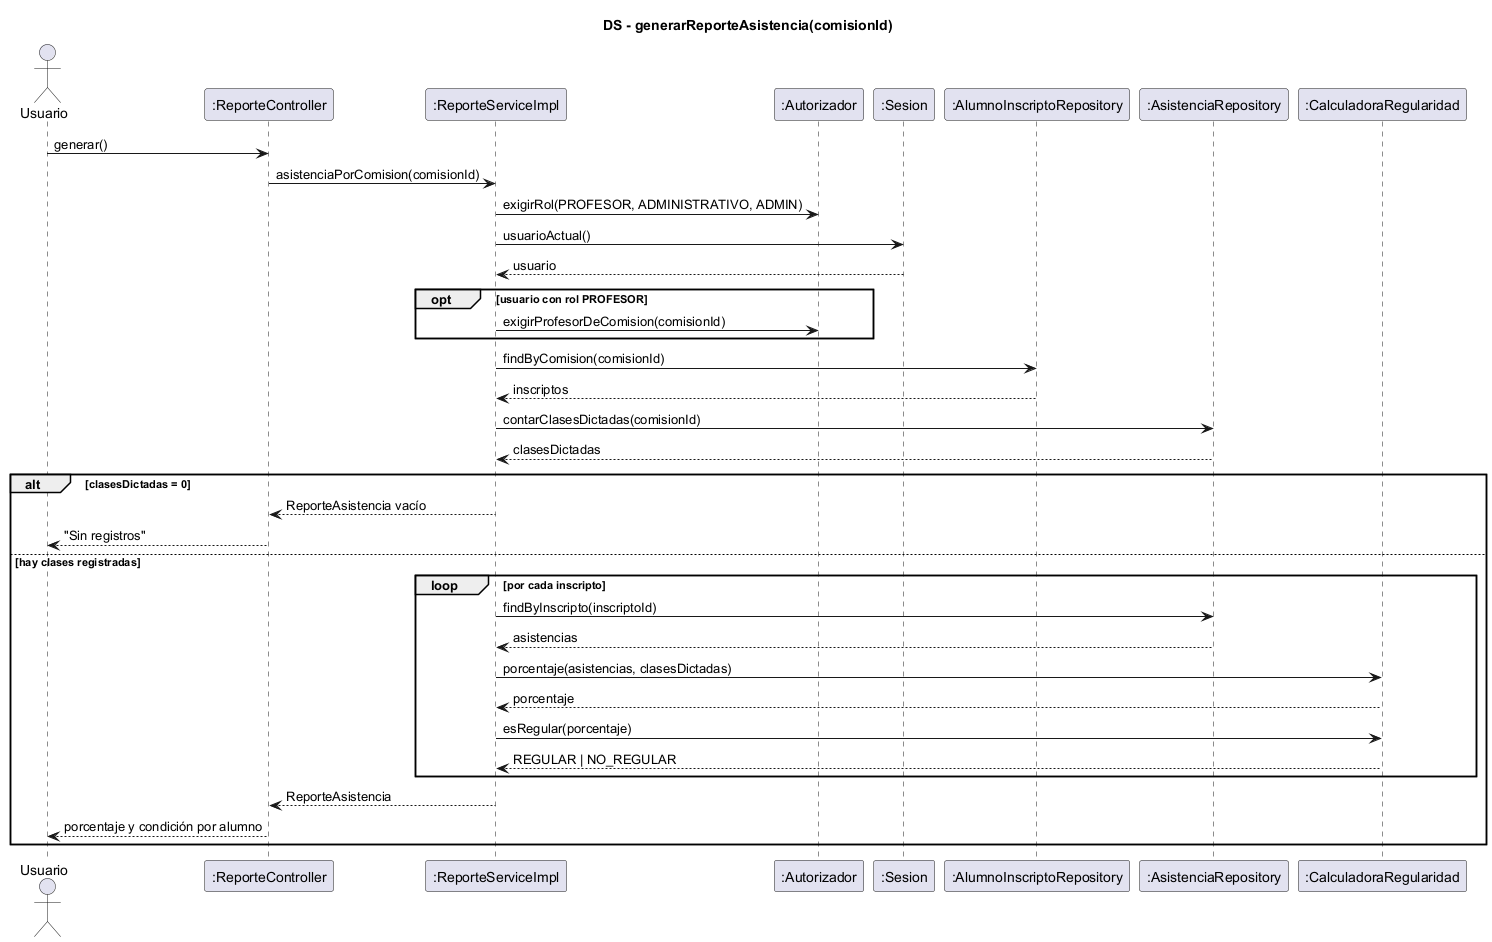 DS - generarReporteAsistencia(comisionId)
Usuario
:ReporteController
:ReporteServiceImpl
:Autorizador
:Sesion
:AlumnoInscriptoRepository
:AsistenciaRepository
:CalculadoraRegularidad
generar()
asistenciaPorComision(comisionId)
exigirRol(PROFESOR, ADMINISTRATIVO, ADMIN)
usuarioActual()
usuario
opt
[usuario con rol PROFESOR]
exigirProfesorDeComision(comisionId)
findByComision(comisionId)
inscriptos
contarClasesDictadas(comisionId)
clasesDictadas
alt
[clasesDictadas = 0]
ReporteAsistencia vacío
"Sin registros"
[hay clases registradas]
loop
[por cada inscripto]
findByInscripto(inscriptoId)
asistencias
porcentaje(asistencias, clasesDictadas)
porcentaje
esRegular(porcentaje)
REGULAR | NO_REGULAR
ReporteAsistencia
porcentaje y condición por alumno
Usuario
:ReporteController
:ReporteServiceImpl
:Autorizador
:Sesion
:AlumnoInscriptoRepository
:AsistenciaRepository
:CalculadoraRegularidad